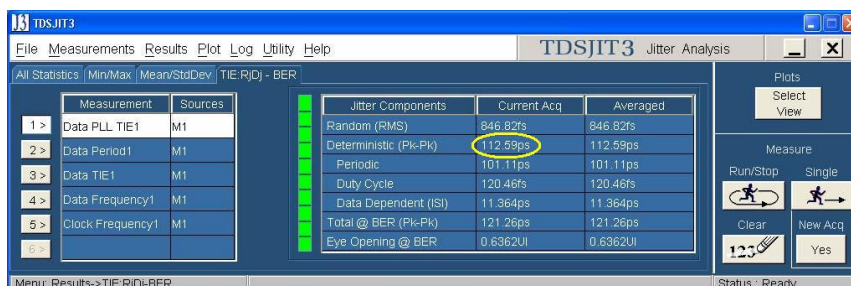 TDSJIT3
File Measurements Results Plot Log Utility Help
TDSJIT3 Jitter Analysis
All Statistics Min/Max Mean/StdDev TIE:RjDj - BER
Measurement Sources
1 > Data PLL TIE1 M1
2 > Data Period1 M1
3 > Data TIE1 M1
4 > Data Frequency1 M1
5 > Clock Frequency1 M1
6 >
Jitter Components Current Acq Averaged
Random (RMS) 846.82fs 846.82fs
Deterministic (Pk-Pk) 112.59ps 112.59ps
Periodic 101.11ps 101.11ps
Duty Cycle 120.46fs 120.46fs
Data Dependent (ISI) 11.364ps 11.364ps
Total @ BER (Pk-Pk) 121.26ps 121.26ps
Eye Opening @ BER 0.6362UI 0.6362UI
Plots
Select
View
Measure
Run/Stop Single
Clear New Acq
123 Yes
Menu: Results->TIE:RjDj-BER Status : Ready